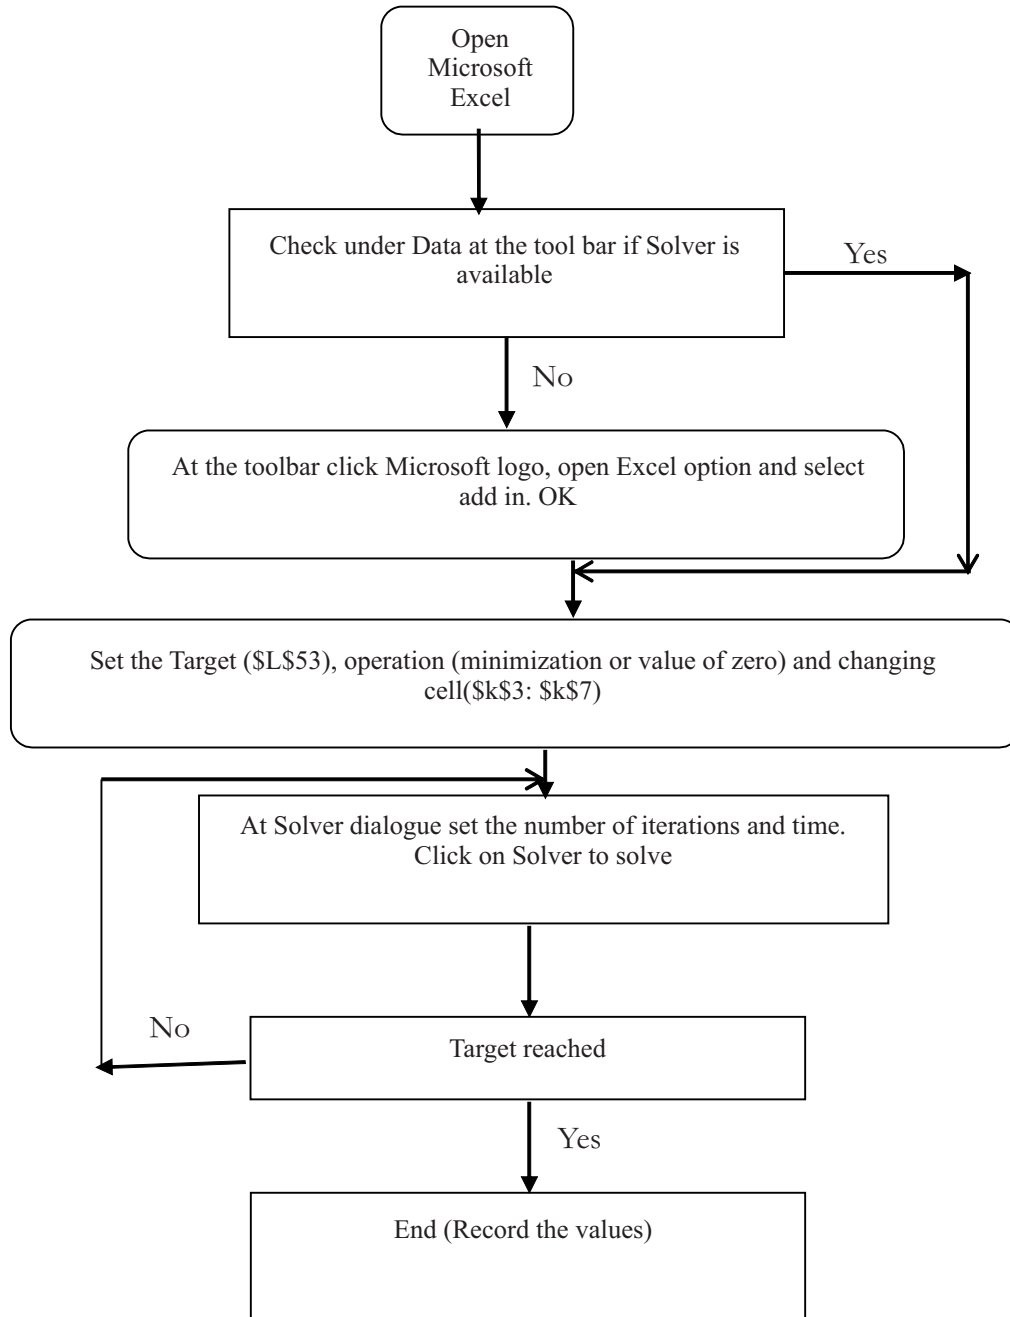 Open
Microsoft
Excel
Check under Data at the tool bar if Solver is
available
Yes
No
At the toolbar click Microsoft logo, open Excel option and select
add in. OK
Set the Target ($L$53), operation (minimization or value of zero) and changing
cell($k$3: $k$7)
At Solver dialogue set the number of iterations and time.
Click on Solver to solve
No
Target reached
Yes
End (Record the values)